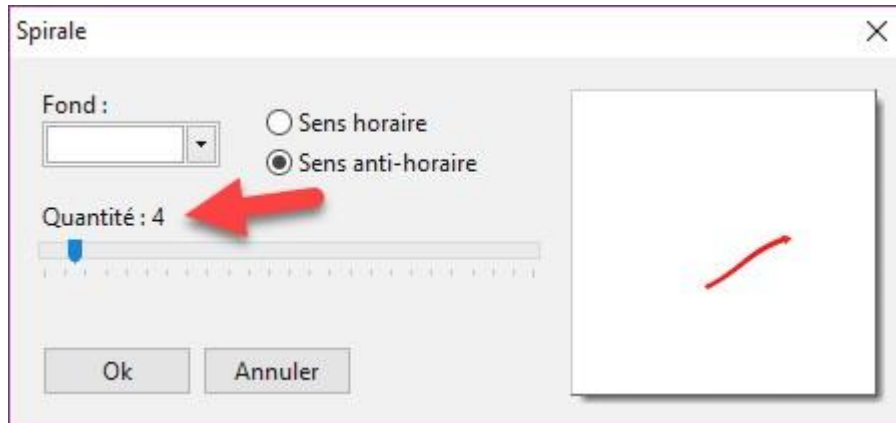 Spirale
Fond :
Sens horaire
Sens anti-horaire
Quantité : 4
Ok
Annuler